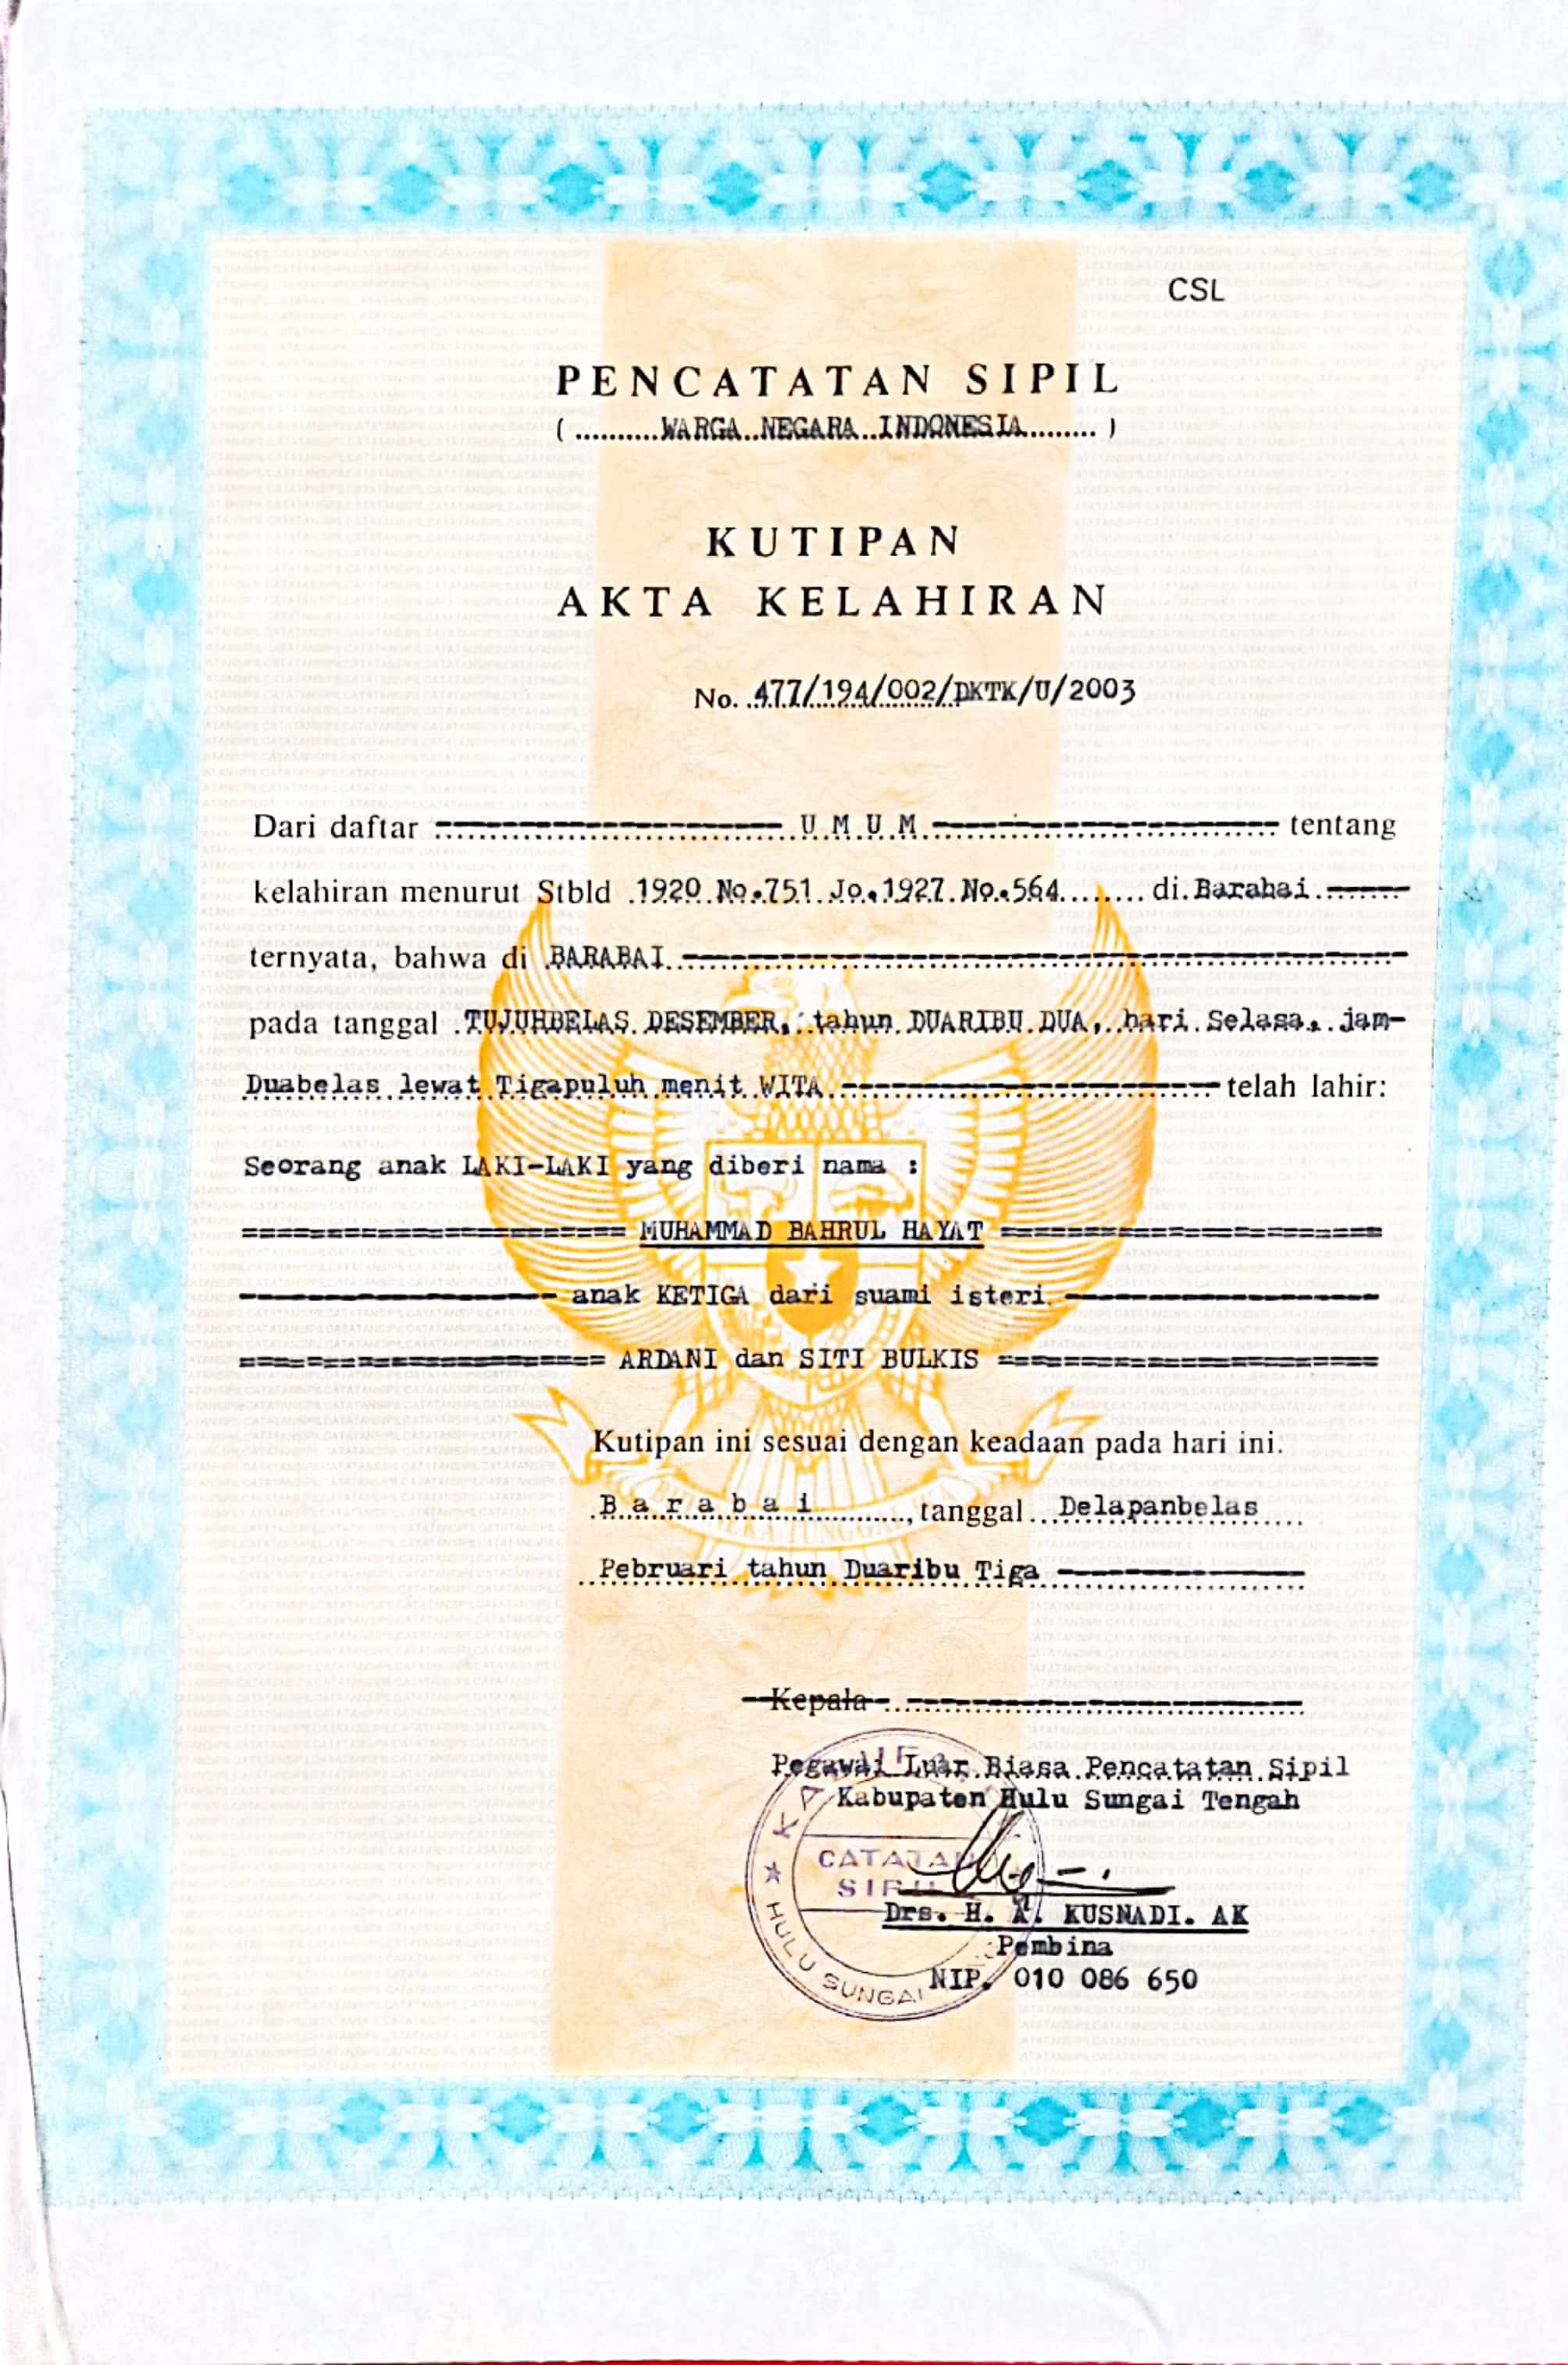 CSL
PENCATATAN SIPIL
( ..........WARGA NEGARA INDONESIA........ )
KUTIPAN
AKTA KELAHIRAN
No. 477/194/002/DKTK/U/2003
Dari daftar ---------- U M U M ---------- tentang
kelahiran menurut Stbld 1920 No.751 Jo.1927 No.564........ di Barabai.------
ternyata, bahwa di BARABAI.----------
pada tanggal TUJUHBELAS DESEMBER, tahun DUARIBU DUA, hari Selasa, jam-
Duabelas lewat Tigapuluh menit WITA ---------- telah lahir:
Seorang anak LAKI-LAKI yang diberi nama :
========== MUHAMMAD BAHRUL HAYAT ==========
---------- anak KETIGA dari suami isteri ----------
========== ARDANI dan SITI BULKIS ==========
Kutipan ini sesuai dengan keadaan pada hari ini.
B a r a b a i ........, tanggal Delapanbelas
Pebruari tahun Duaribu Tiga ----------
Kepala ----------
Pegawai Luar Biasa Pencatatan Sipil
Kabupaten Hulu Sungai Tengah
CATATAN
SIPIL
HULU SUNGAI
Drs. H. A. KUSNADI. AK
Pembina
NIP. 010 086 650